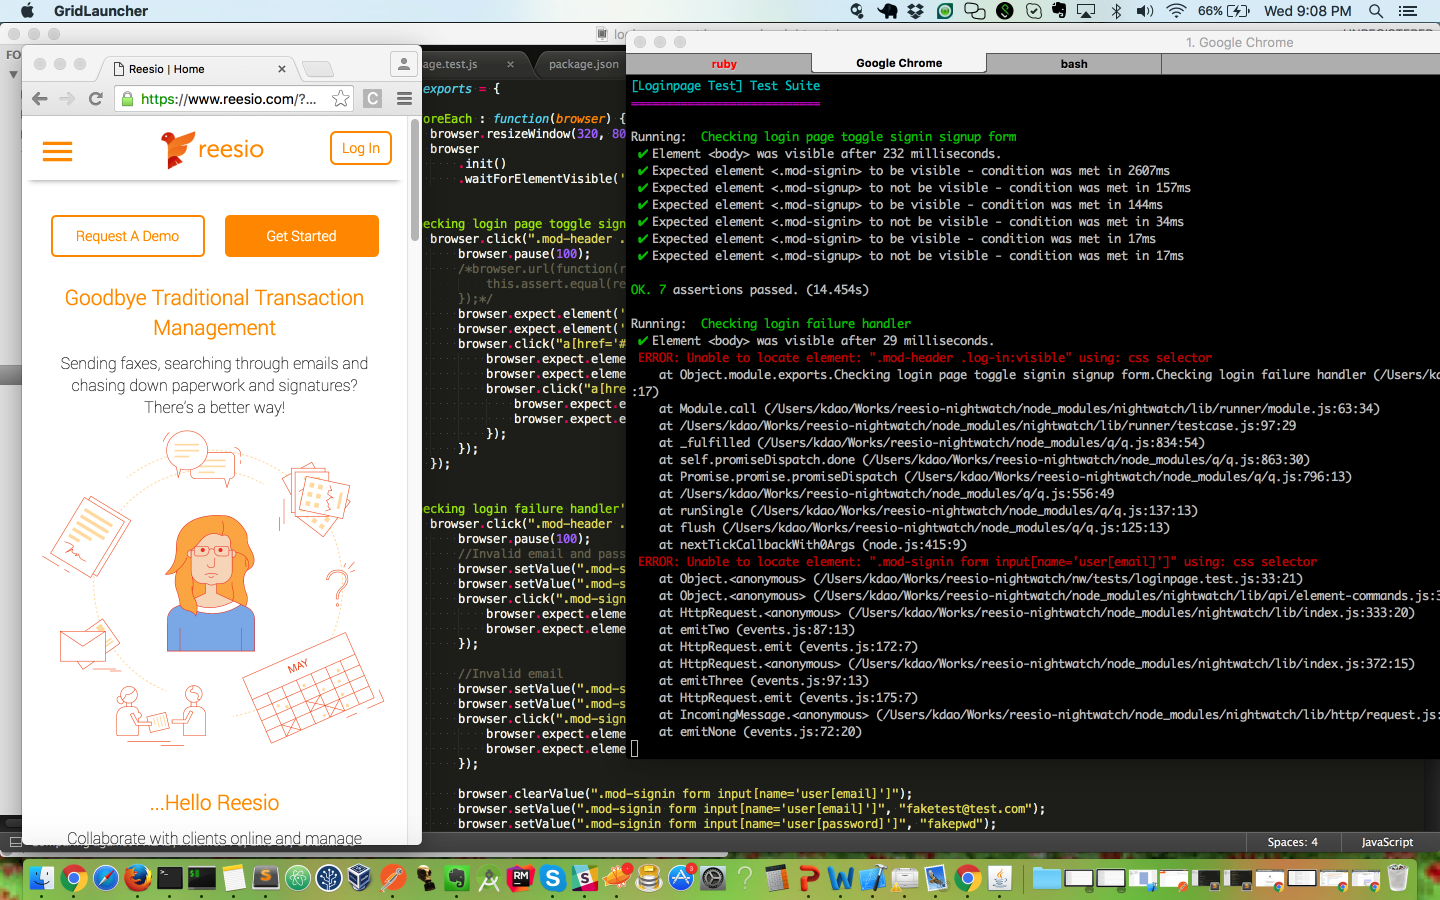 GridLauncher
66%
Wed 9:08 PM
Reesio | Home
https://www.reesio.com/?...
reesio
Log In
Request A Demo
Get Started
Goodbye Traditional Transaction
Management
Sending faxes, searching through emails and
chasing down paperwork and signatures?
There's a better way!
MAY
...Hello Reesio
Collaborate with clients online and manage
age.test.js
package.json
exports = {
oreEach : function(browser) {
browser.resizeWindow(320, 80
browser
.init()
.waitForElementVisible('
ecking login page toggle sign
browser.click(".mod-header .
browser.pause(100);
/*browser.url(function(r
this.assert.equal(re
});*/
browser.expect.element('
browser.expect.element('
browser.click("a[href='#
browser.expect.eleme
browser.expect.eleme
browser.click("a[hre
browser.expect.e
browser.expect.e
});
});
});
ecking login failure handler'
browser.click(".mod-header .
browser.pause(100);
//Invalid email and pass
browser.setValue(".mod-s
browser.setValue(".mod-s
browser.click(".mod-sign
browser.expect.eleme
browser.expect.eleme
});
//Invalid email
browser.setValue(".mod-s
browser.setValue(".mod-s
browser.click(".mod-sign
browser.expect.eleme
browser.expect.eleme
});
browser.clearValue(".mod-signin form input[name='user[email]']");
browser.setValue(".mod-signin form input[name='user[email]']", "faketest@test.com");
browser.setValue(".mod-signin form input[name='user[password]']", "fakepwd");
Spaces: 4
JavaScript
1. Google Chrome
ruby
Google Chrome
bash
[Loginpage Test] Test Suite
===========================
Running:  Checking login page toggle signin signup form
✔ Element <body> was visible after 232 milliseconds.
✔ Expected element <.mod-signin> to be visible - condition was met in 2607ms
✔ Expected element <.mod-signup> to not be visible - condition was met in 157ms
✔ Expected element <.mod-signup> to be visible - condition was met in 144ms
✔ Expected element <.mod-signin> to not be visible - condition was met in 34ms
✔ Expected element <.mod-signin> to be visible - condition was met in 17ms
✔ Expected element <.mod-signup> to not be visible - condition was met in 17ms
OK. 7 assertions passed. (14.454s)
Running:  Checking login failure handler
✔ Element <body> was visible after 29 milliseconds.
ERROR: Unable to locate element: ".mod-header .log-in:visible" using: css selector
at Object.module.exports.Checking login page toggle signin signup form.Checking login failure handler (/Users/kd
:17)
at Module.call (/Users/kdao/Works/reesio-nightwatch/node_modules/nightwatch/lib/runner/module.js:63:34)
at /Users/kdao/Works/reesio-nightwatch/node_modules/nightwatch/lib/runner/testcase.js:97:29
at _fulfilled (/Users/kdao/Works/reesio-nightwatch/node_modules/q/q.js:834:54)
at self.promiseDispatch.done (/Users/kdao/Works/reesio-nightwatch/node_modules/q/q.js:863:30)
at Promise.promise.promiseDispatch (/Users/kdao/Works/reesio-nightwatch/node_modules/q/q.js:796:13)
at /Users/kdao/Works/reesio-nightwatch/node_modules/q/q.js:556:49
at runSingle (/Users/kdao/Works/reesio-nightwatch/node_modules/q/q.js:137:13)
at flush (/Users/kdao/Works/reesio-nightwatch/node_modules/q/q.js:125:13)
at nextTickCallbackWith0Args (node.js:415:9)
ERROR: Unable to locate element: ".mod-signin form input[name='user[email]']" using: css selector
at Object.<anonymous> (/Users/kdao/Works/reesio-nightwatch/nw/tests/loginpage.test.js:33:21)
at Object.<anonymous> (/Users/kdao/Works/reesio-nightwatch/node_modules/nightwatch/lib/api/element-commands.js:3
at HttpRequest.<anonymous> (/Users/kdao/Works/reesio-nightwatch/node_modules/nightwatch/lib/index.js:333:20)
at emitTwo (events.js:87:13)
at HttpRequest.emit (events.js:172:7)
at HttpRequest.<anonymous> (/Users/kdao/Works/reesio-nightwatch/node_modules/nightwatch/lib/index.js:372:15)
at emitThree (events.js:97:13)
at HttpRequest.emit (events.js:175:7)
at IncomingMessage.<anonymous> (/Users/kdao/Works/reesio-nightwatch/node_modules/nightwatch/lib/http/request.js:
at emitNone (events.js:72:20)